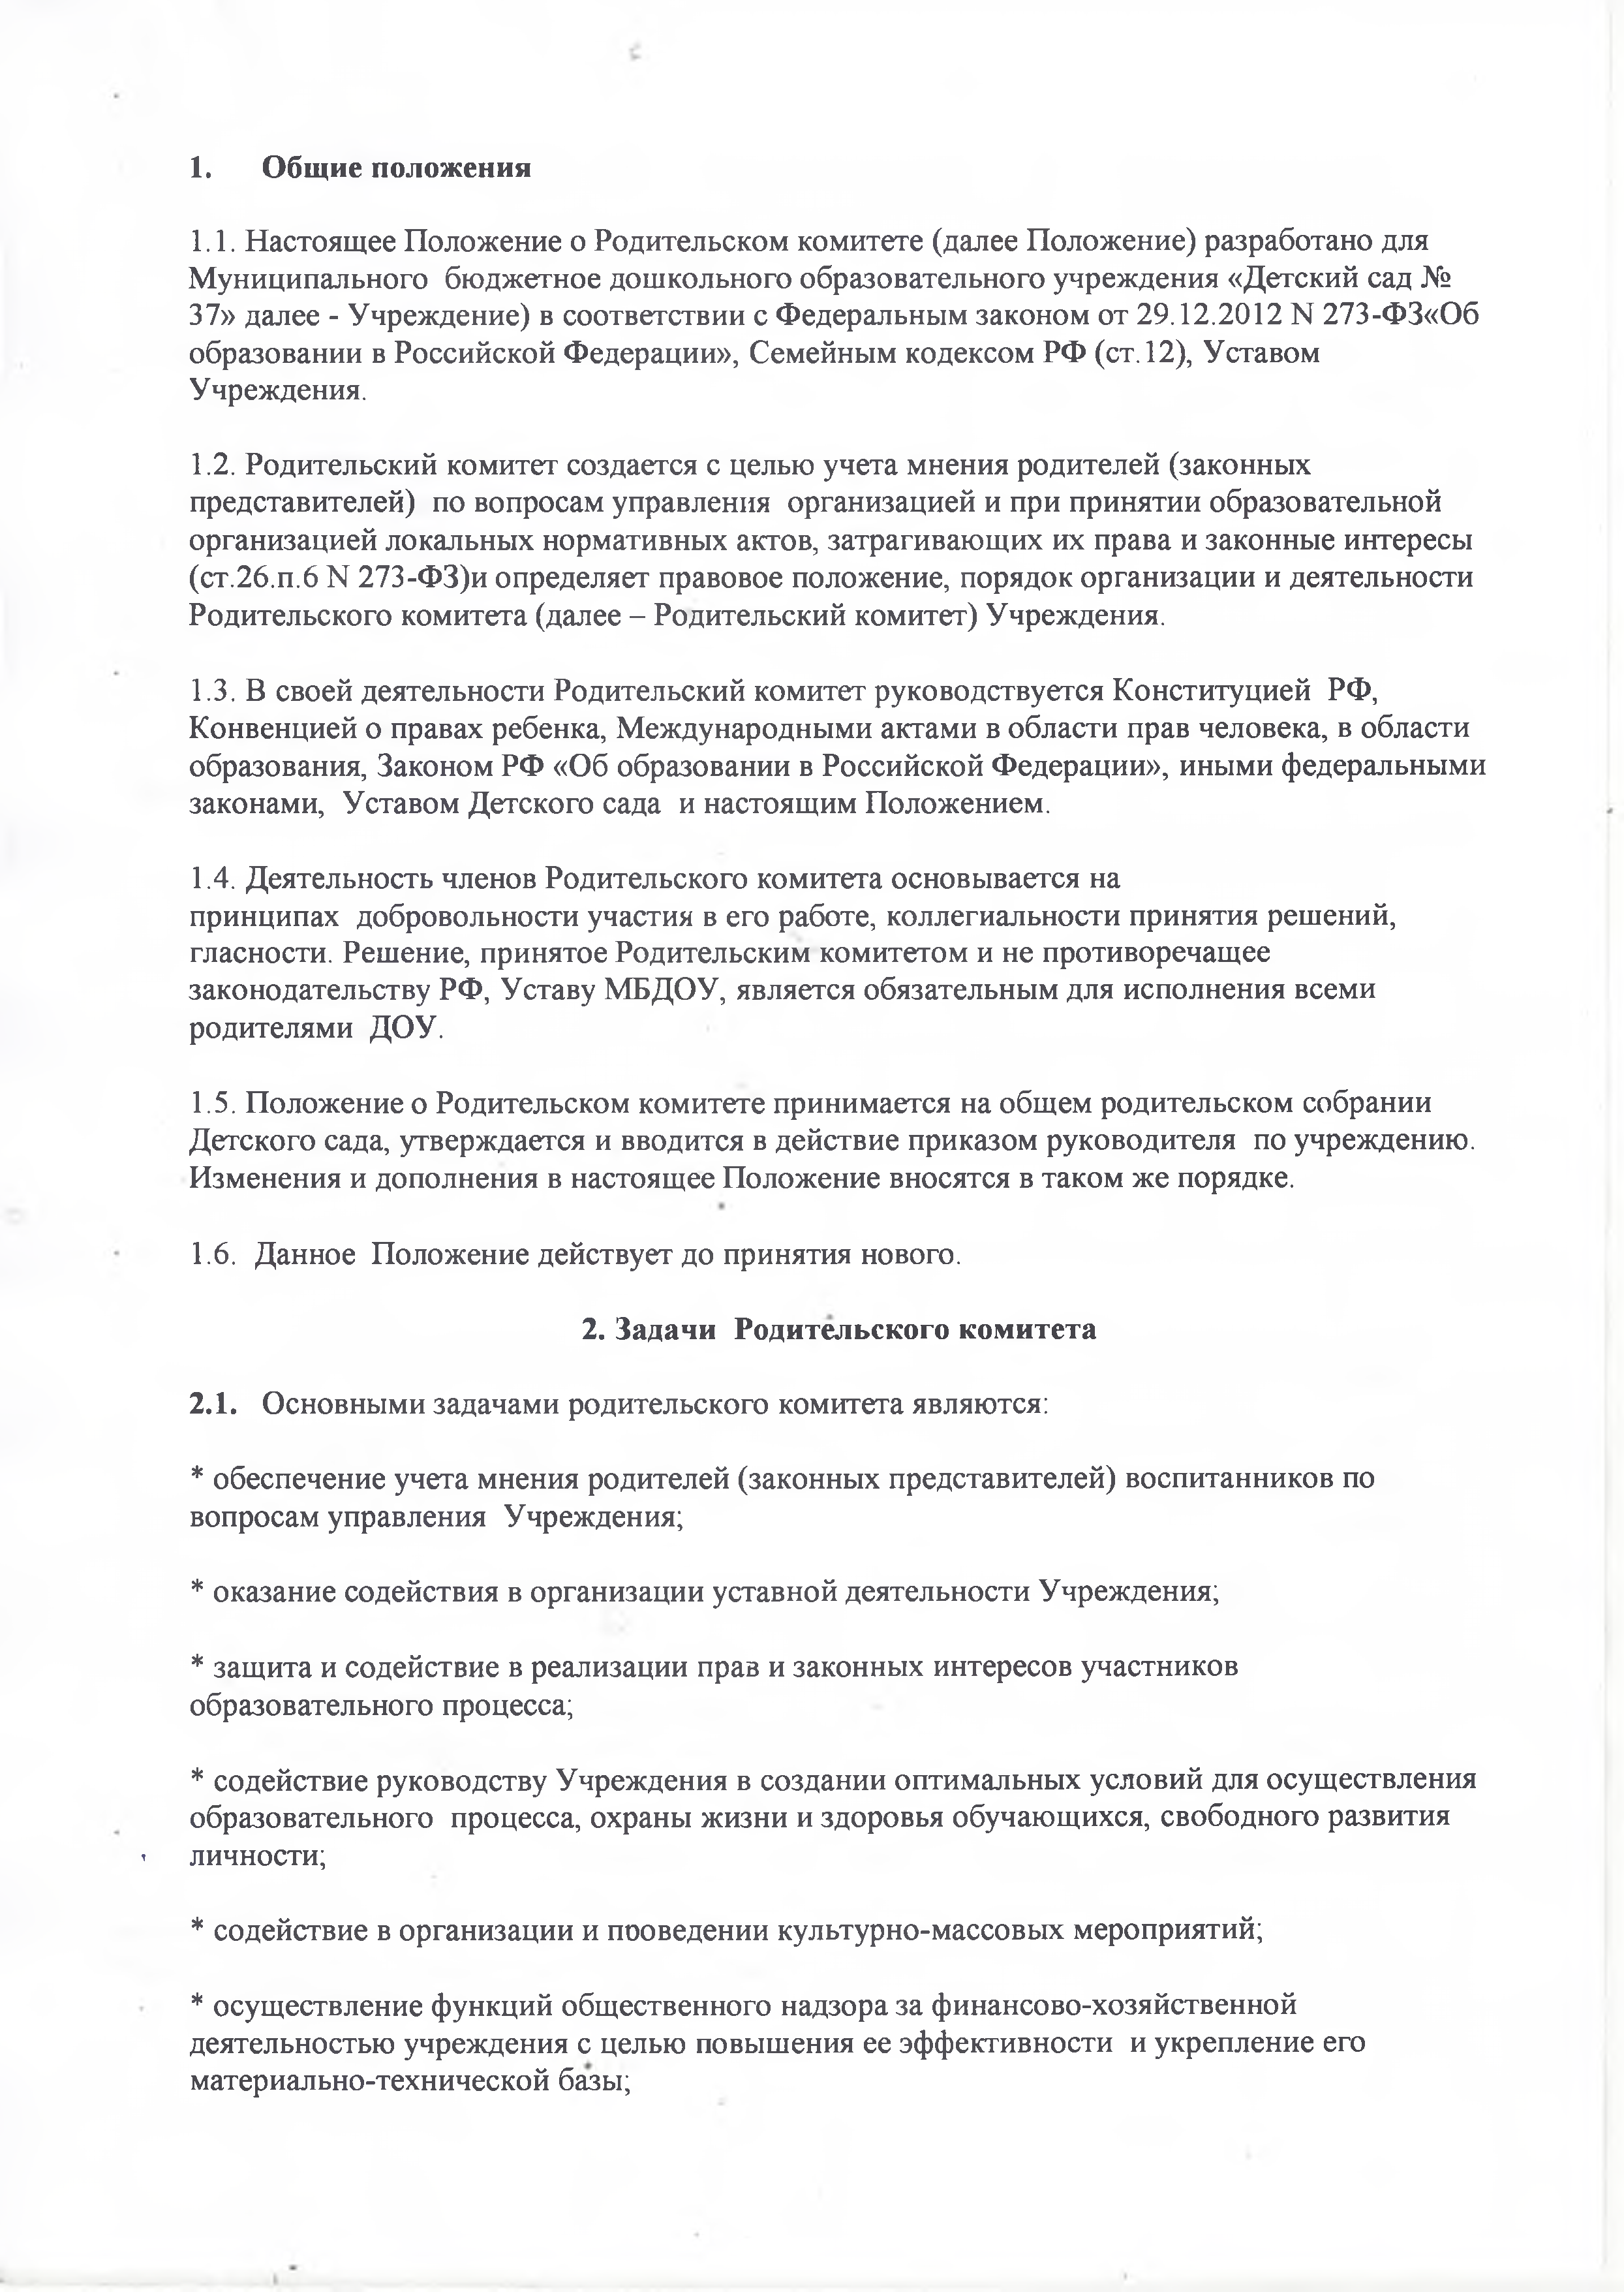 1. Общие положения
1.1. Настоящее Положение о Родительском комитете (далее Положение) разработано для
Муниципального бюджетное дошкольного образовательного учреждения «Детский сад №
37» далее - Учреждение) в соответствии с Федеральным законом от 29.12.2012 N 273-ФЗ«Об
образовании в Российской Федерации», Семейным кодексом РФ (ст.12), Уставом
Учреждения.
1.2. Родительский комитет создается с целью учета мнения родителей (законных
представителей) по вопросам управления организацией и при принятии образовательной
организацией локальных нормативных актов, затрагивающих их права и законные интересы
(ст.26.п.6 N 273-ФЗ)и определяет правовое положение, порядок организации и деятельности
Родительского комитета (далее – Родительский комитет) Учреждения.
1.3. В своей деятельности Родительский комитет руководствуется Конституцией РФ,
Конвенцией о правах ребенка, Международными актами в области прав человека, в области
образования, Законом РФ «Об образовании в Российской Федерации», иными федеральными
законами, Уставом Детского сада и настоящим Положением.
1.4. Деятельность членов Родительского комитета основывается на
принципах добровольности участия в его работе, коллегиальности принятия решений,
гласности. Решение, принятое Родительским комитетом и не противоречащее
законодательству РФ, Уставу МБДОУ, является обязательным для исполнения всеми
родителями ДОУ.
1.5. Положение о Родительском комитете принимается на общем родительском собрании
Детского сада, утверждается и вводится в действие приказом руководителя по учреждению.
Изменения и дополнения в настоящее Положение вносятся в таком же порядке.
1.6. Данное Положение действует до принятия нового.
2. Задачи Родительского комитета
2.1. Основными задачами родительского комитета являются:
* обеспечение учета мнения родителей (законных представителей) воспитанников по
вопросам управления Учреждения;
* оказание содействия в организации уставной деятельности Учреждения;
* защита и содействие в реализации прав и законных интересов участников
образовательного процесса;
* содействие руководству Учреждения в создании оптимальных условий для осуществления
образовательного процесса, охраны жизни и здоровья обучающихся, свободного развития
личности;
* содействие в организации и проведении культурно-массовых мероприятий;
* осуществление функций общественного надзора за финансово-хозяйственной
деятельностью учреждения с целью повышения ее эффективности и укрепление его
материально-технической базы;